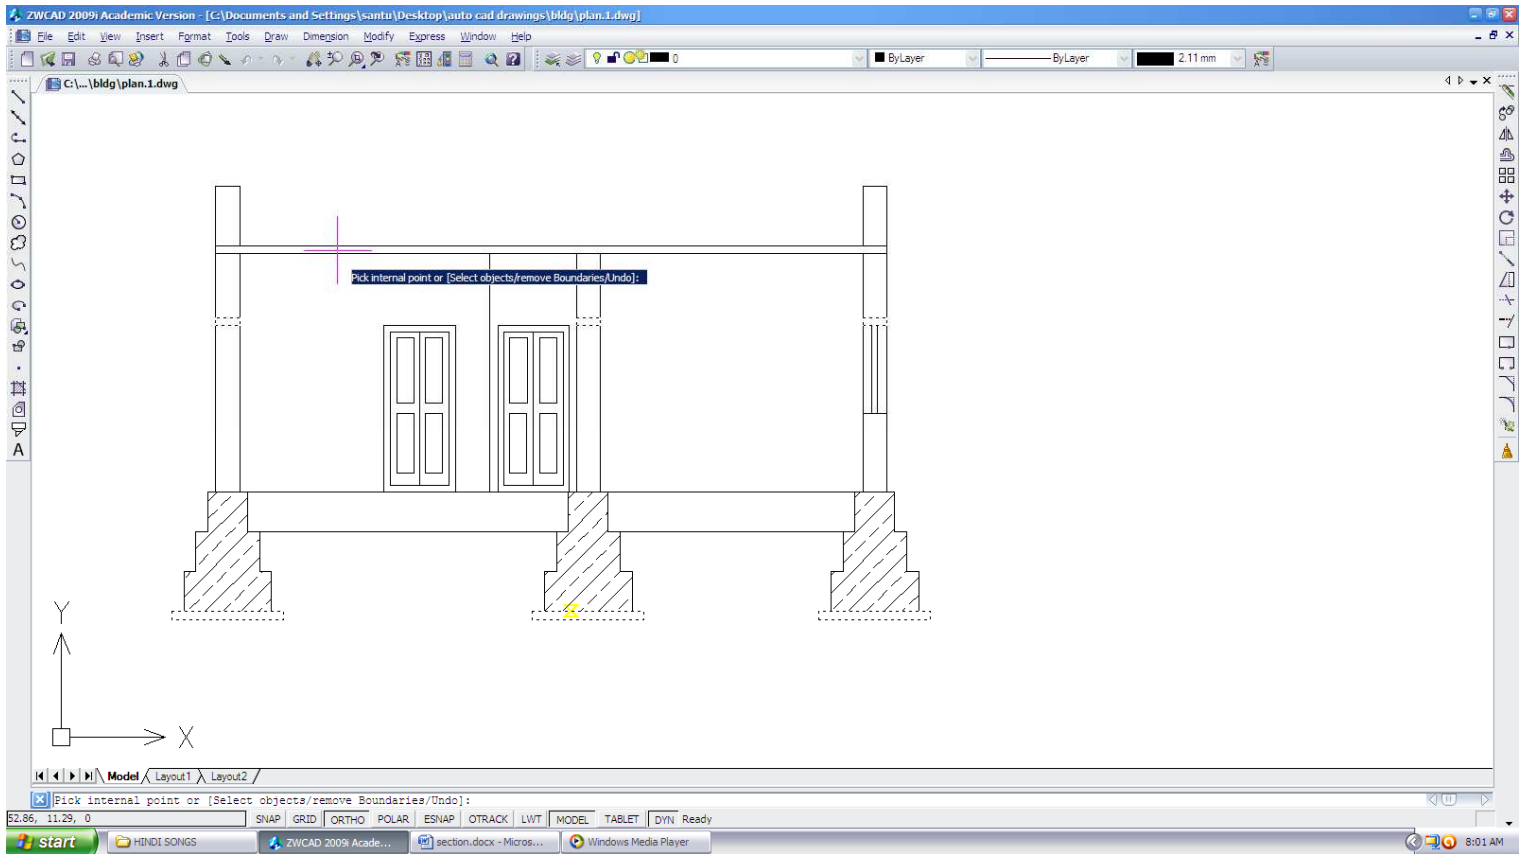 ZWCAD 2009i Academic Version - [C:\Documents and Settings\santu\Desktop\auto cad drawings\bldg\plan.1.dwg]
File Edit View Insert Format Tools Draw Dimension Modify Express Window Help
0 ByLayer ByLayer 2.11 mm
C:\...\bldg\plan.1.dwg
Pick internal point or [Select objects/remove Boundaries/Undo]:
Y
X
Model Layout1 Layout2
Pick internal point or [Select objects/remove Boundaries/Undo]:
52.86, 11.29, 0 SNAP GRID ORTHO POLAR ESNAP OTRACK LWT MODEL TABLET DYN Ready
start HINDI SONGS ZWCAD 2009i Acade... section.docx - Micros... Windows Media Player 8:01 AM